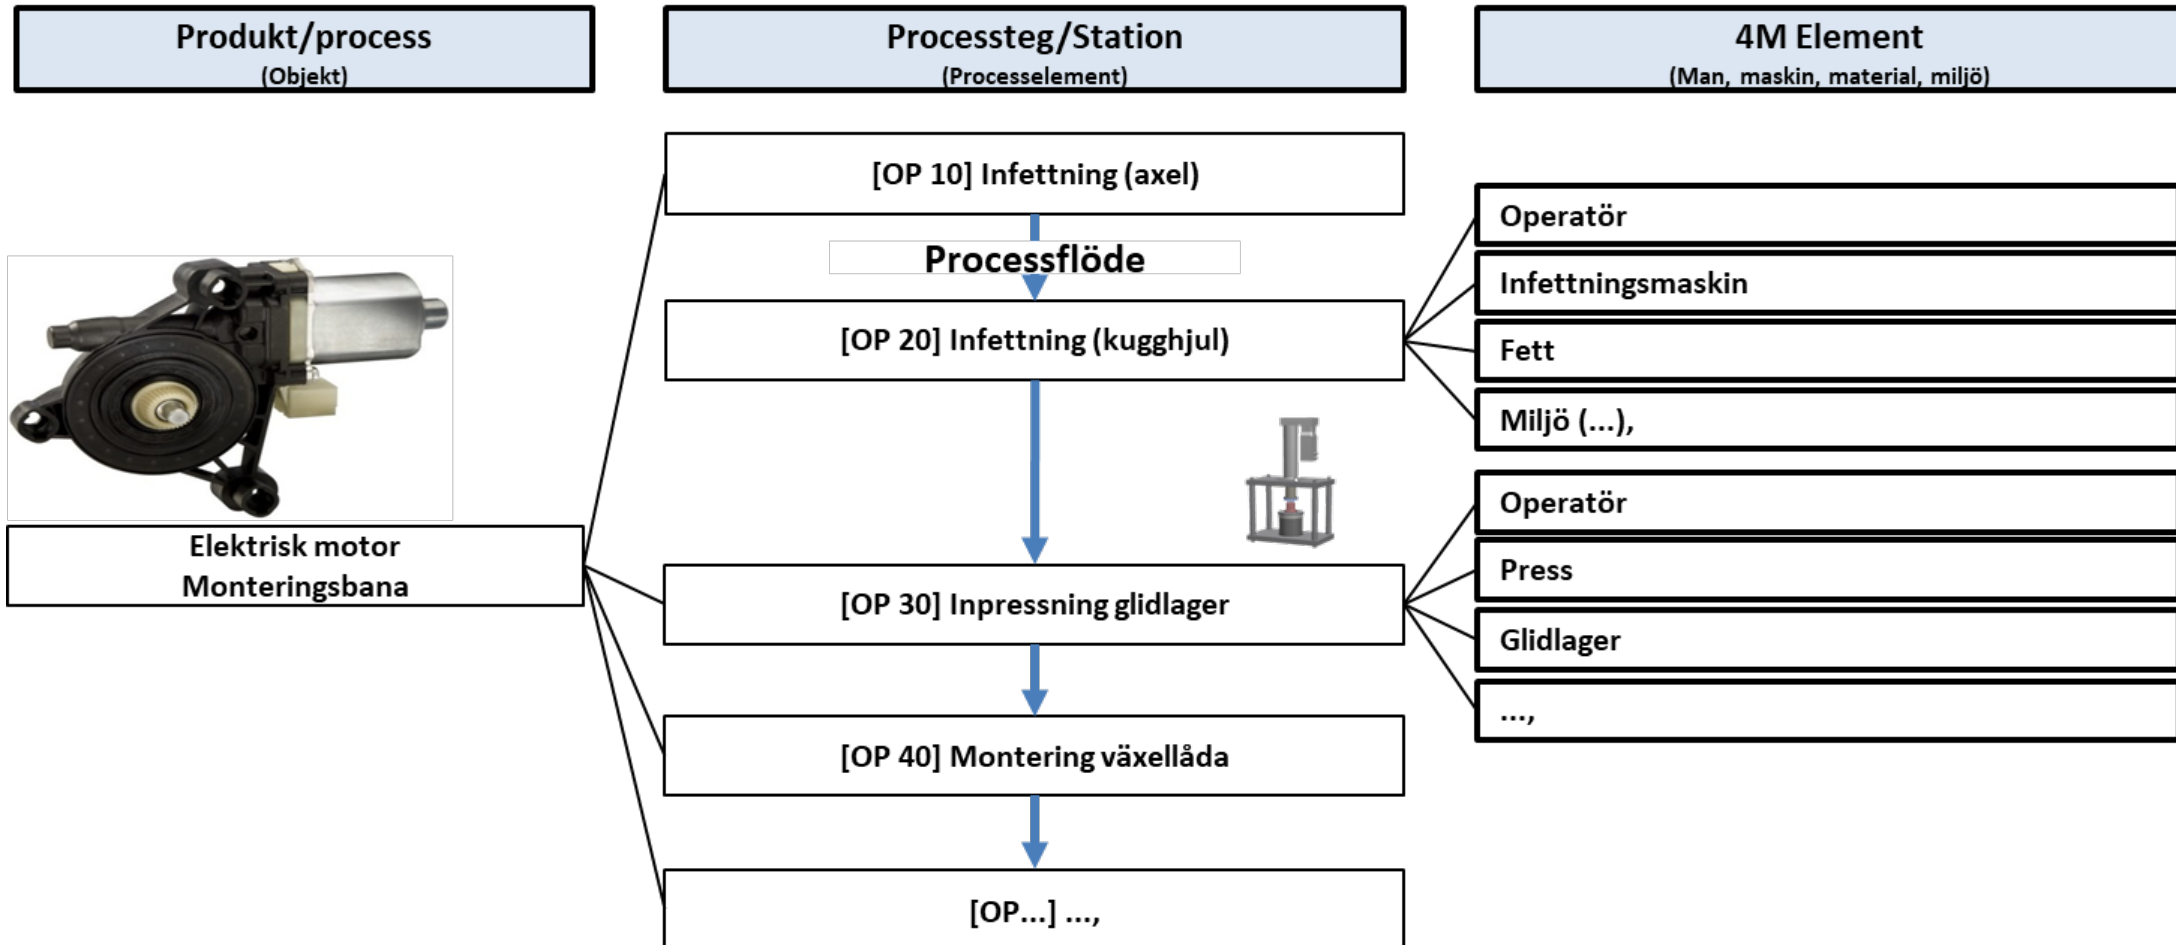 Produkt/process
(Objekt)
Processteg/Station
(Processelement)
4M Element
(Man, maskin, material, miljö)
Elektrisk motor
Monteringsbana
[OP 10] Infettning (axel)
Processflöde
[OP 20] Infettning (kugghjul)
[OP 30] Inpressning glidlager
[OP 40] Montering växellåda
[OP...] ...,
Operatör
Infettningsmaskin
Fett
Miljö (...),
Operatör
Press
Glidlager
...,